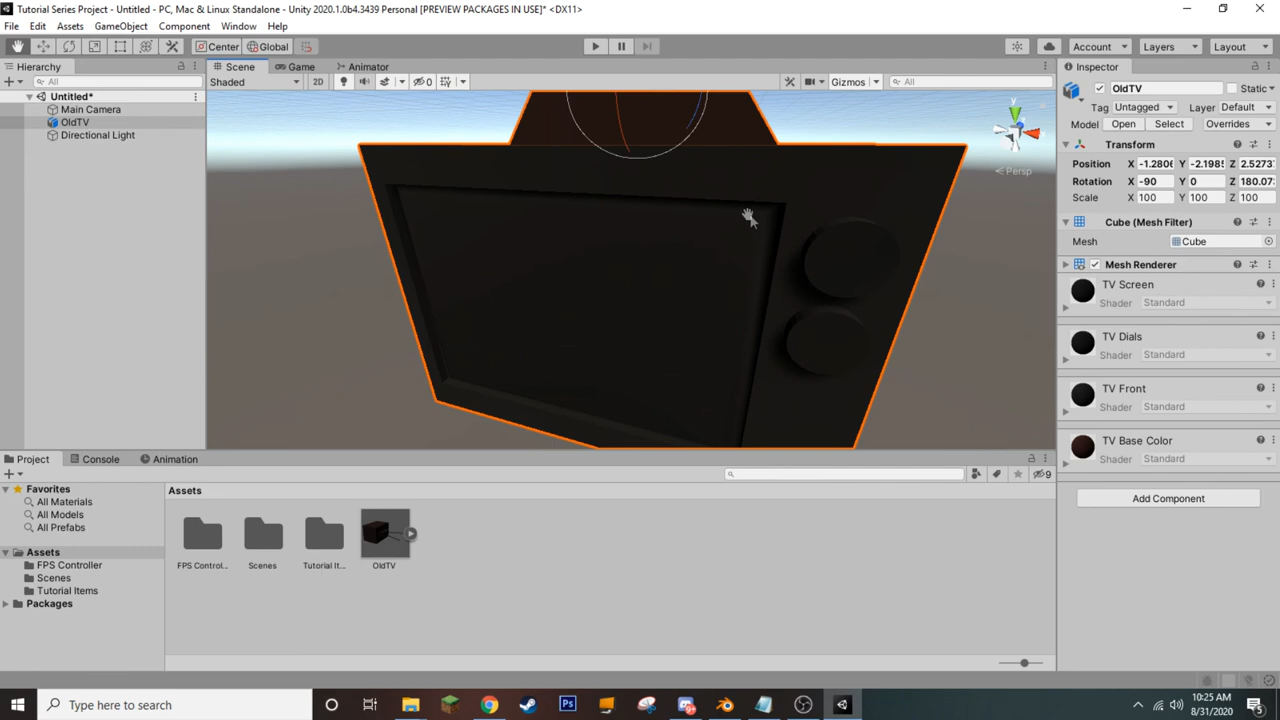 Tutorial Series Project - Untitled - PC, Mac & Linux Standalone - Unity 2020.1.0b4.3439 Personal [PREVIEW PACKAGES IN USE]* <DX11>
File Edit Assets GameObject Component Window Help
Center Global Account Layers Layout
Hierarchy Scene Game Animator Inspector
All Shaded 2D 0 Gizmos All OldTV Static
Untitled*
Main Camera Tag Untagged Layer Default
OldTV Model Open Select Overrides
Directional Light
y
Persp
Transform
Position X -1.2806 Y -2.1985 Z 2.5273
Rotation X -90 Y 0 Z 180.07
Scale X 100 Y 100 Z 100
Cube (Mesh Filter)
Mesh Cube
Mesh Renderer
TV Screen
Shader Standard
TV Dials
Shader Standard
TV Front
Shader Standard
TV Base Color
Shader Standard
Add Component
Project Console Animation
9
Favorites Assets
All Materials
All Models
All Prefabs
Assets
FPS Controller
Scenes
Tutorial Items
Packages
FPS Control... Scenes Tutorial It... OldTV
Type here to search
Ps
10:25 AM
8/31/2020
5